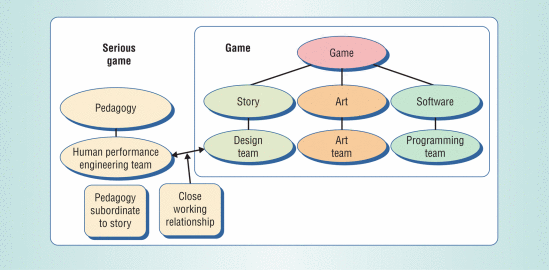 Serious
game
Game
Game
Pedagogy
Story
Art
Software
Human performance
engineering team
Design
team
Art
team
Programming
team
Pedagogy
subordinate
to story
Close
working
relationship